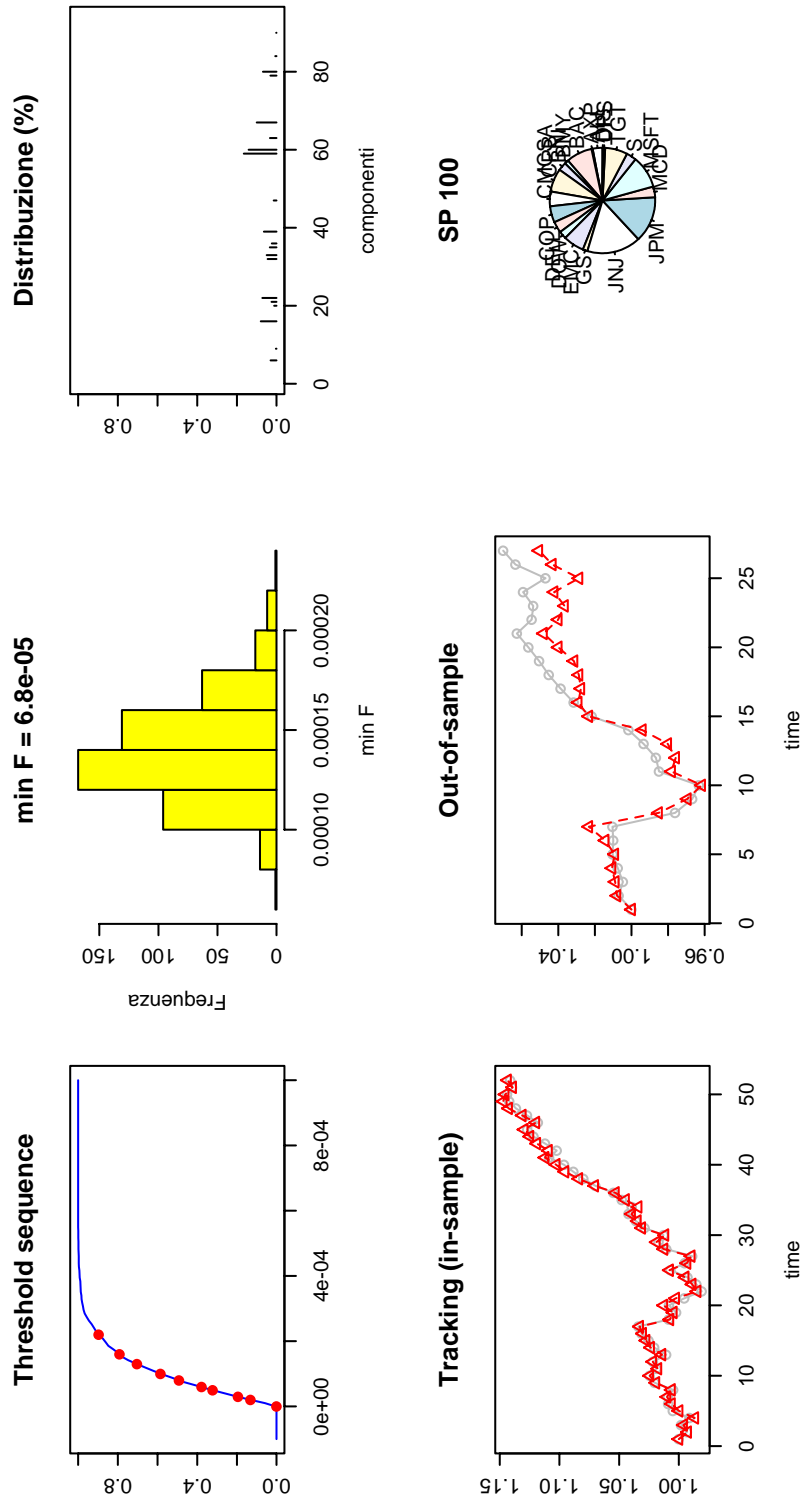 Threshold sequence
0.0 0.4 0.8
0e+00 4e-04 8e-04
min F = 6.8e-05
Frequenza
0 50 100 150
0.00010 0.00015 0.00020
min F
Distribuzione (%)
0.0 0.4 0.8
0 20 40 60 80
componenti
Tracking (in-sample)
1.00 1.05 1.10 1.15
0 10 20 30 40 50
time
Out-of-sample
0.96 1.00 1.04
0 5 10 15 20 25
time
SP 100
BAC
CMCSA
COP
EMC
GS
JNJ
JPM
MCD
MSFT
S
TGT